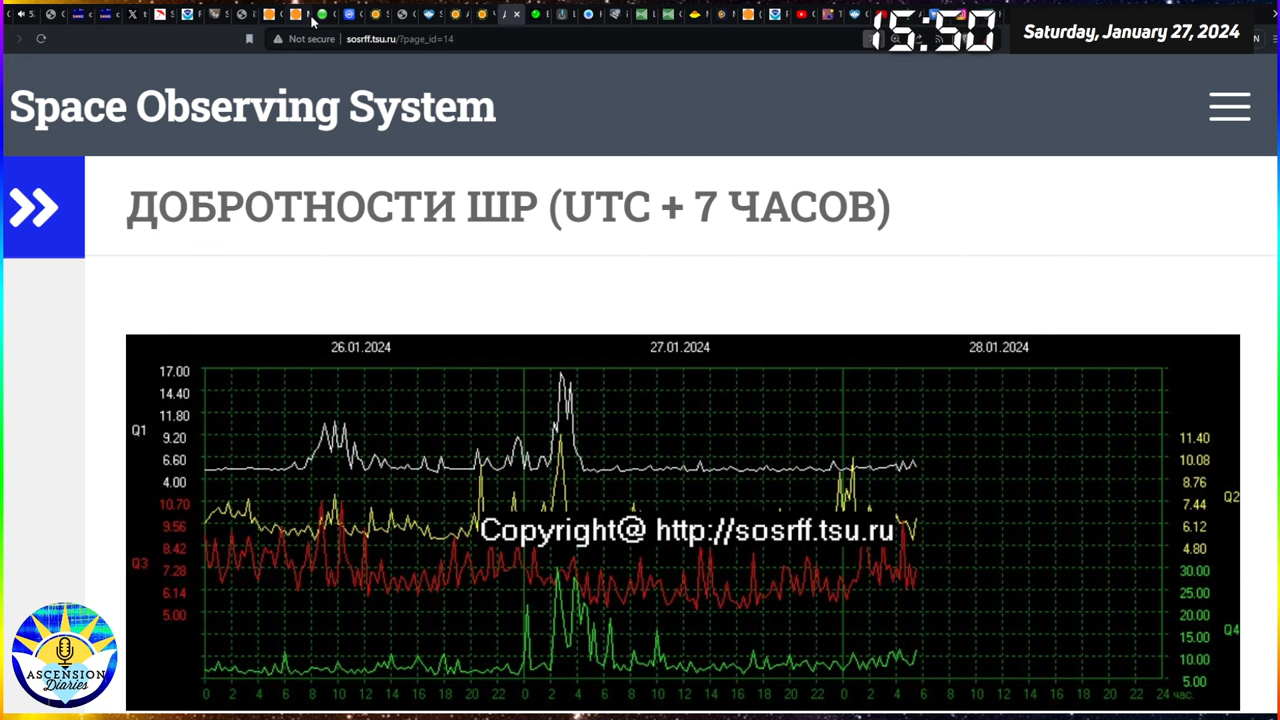 15:50
Saturday, January 27, 2024
Not secure
sosrff.tsu.ru/?page_id=14
Space Observing System
ДОБРОТНОСТИ ШР (UTC + 7 ЧАСОВ)
26.01.2024 27.01.2024 28.01.2024
17.00
14.40
11.80
Q1
9.20
6.60
4.00
10.70
9.56
Q3
8.42
7.28
6.14
5.00
11.40
10.08
8.76
Q2
7.44
6.12
4.80
30.00
25.00
20.00
Q4
15.00
10.00
5.00
Copyright@ http://sosrff.tsu.ru
0 2 4 6 8 10 12 14 16 18 20 22 0 2 4 6 8 10 12 14 16 18 20 22 0 2 4 6 8 10 12 14 16 18 20 22 24 час.
ASCENSION
Diaries